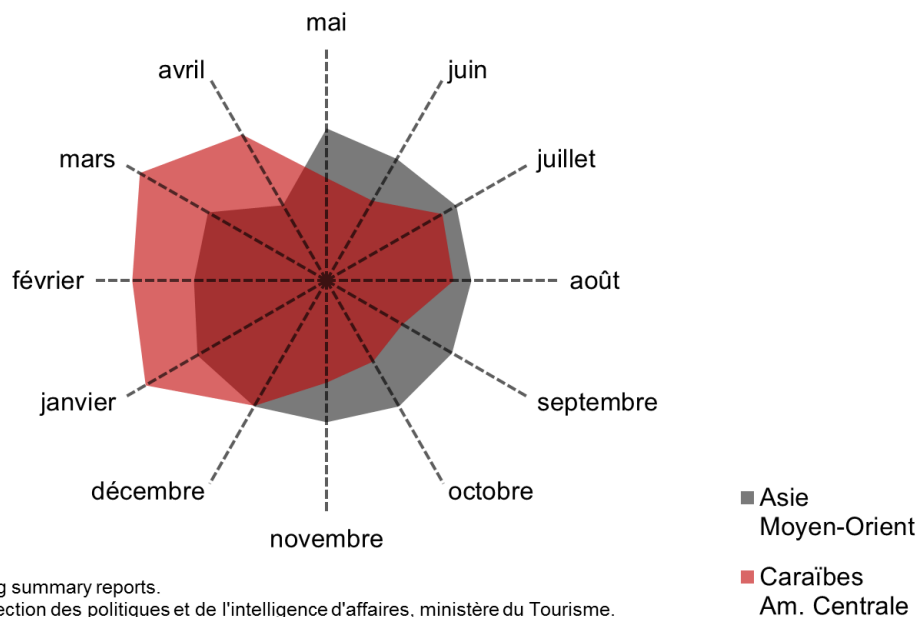 mai
avril
juin
mars
juillet
février
août
janvier
septembre
décembre
octobre
novembre
Asie
Moyen-Orient
Caraïbes
Am. Centrale
summary reports.
des politiques et de l'intelligence d'affaires, ministère du Tourisme.